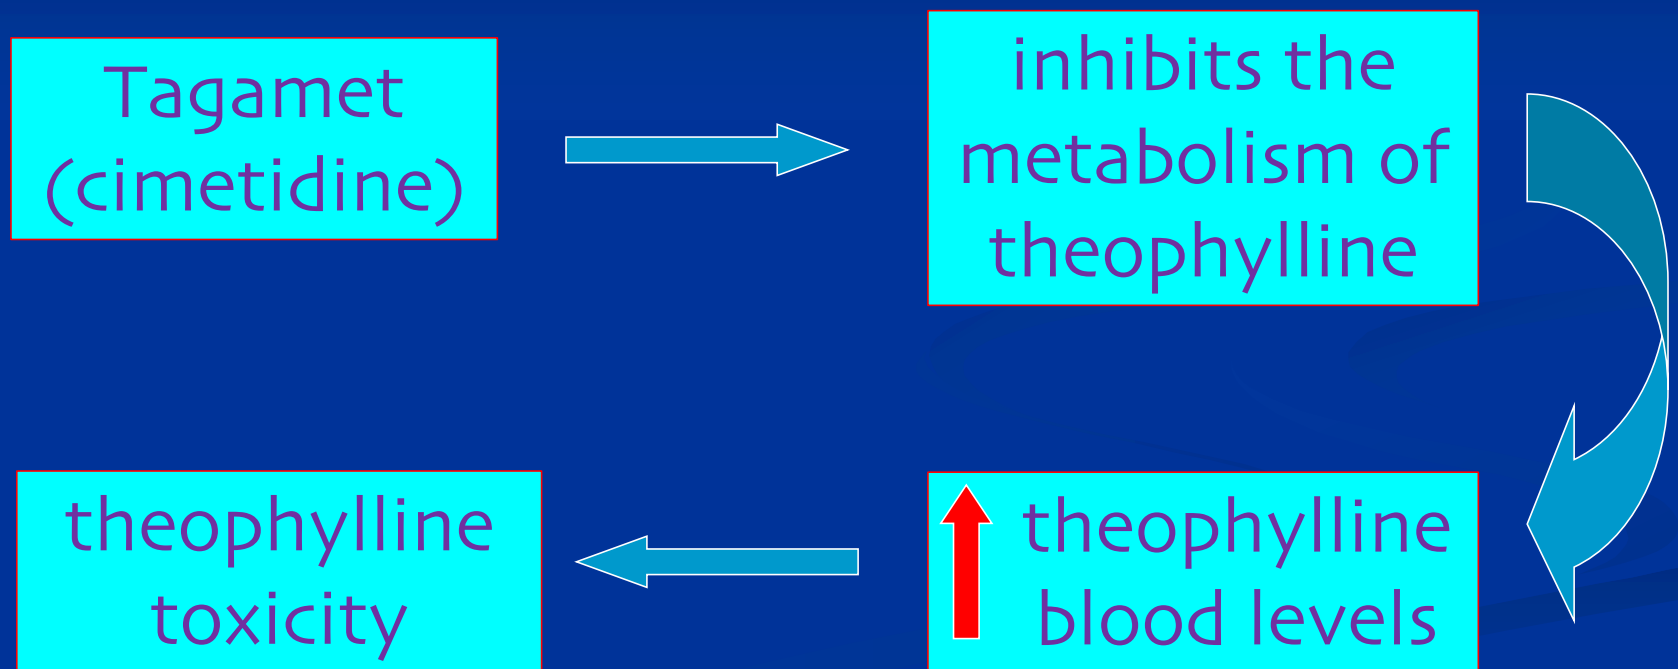 Tagamet
(cimetidine)
inhibits the
metabolism of
theophylline
theophylline
blood levels
theophylline
toxicity